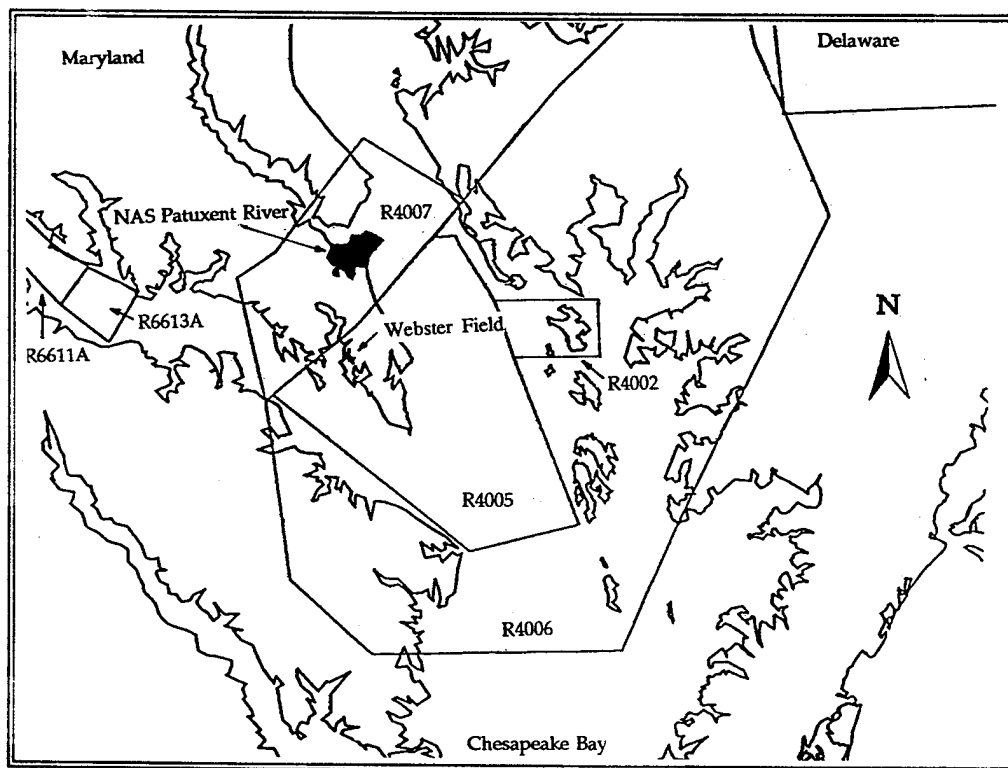 Maryland
Delaware
NAS Patuxent River
R4007
N
R6613A
Webster Field
R6611A
R4002
R4005
R4006
Chesapeake Bay